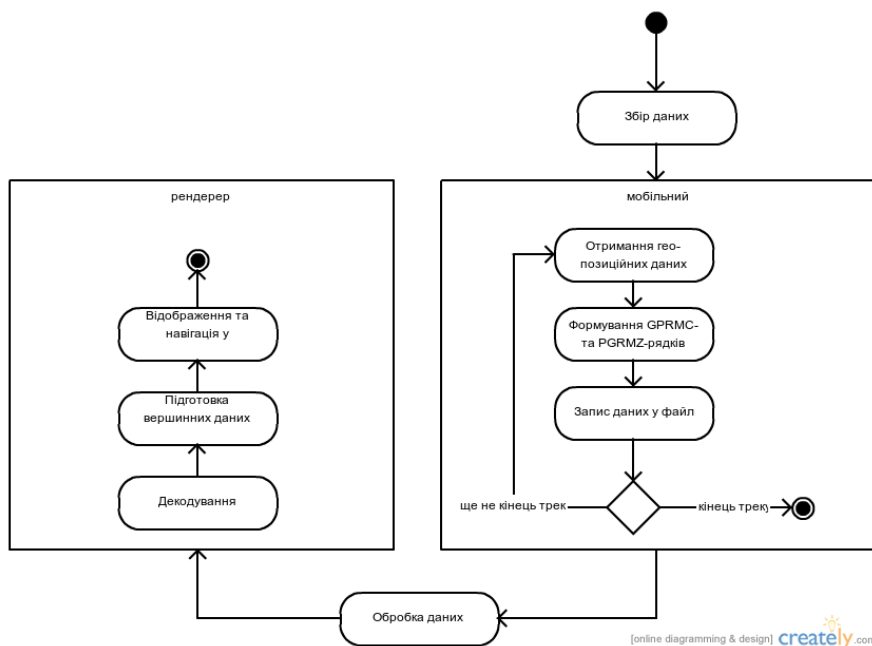 Збір даних
мобільний
Отримання гео-
позиційних даних
Формування GPRMC-
та PGRMZ-рядків
Запис даних у файл
ще не кінець трек
кінець треку
рендерер
Відображення та
навігація у
Підготовка
вершинних даних
Декодування
Обробка даних
[online diagramming & design] creately.com